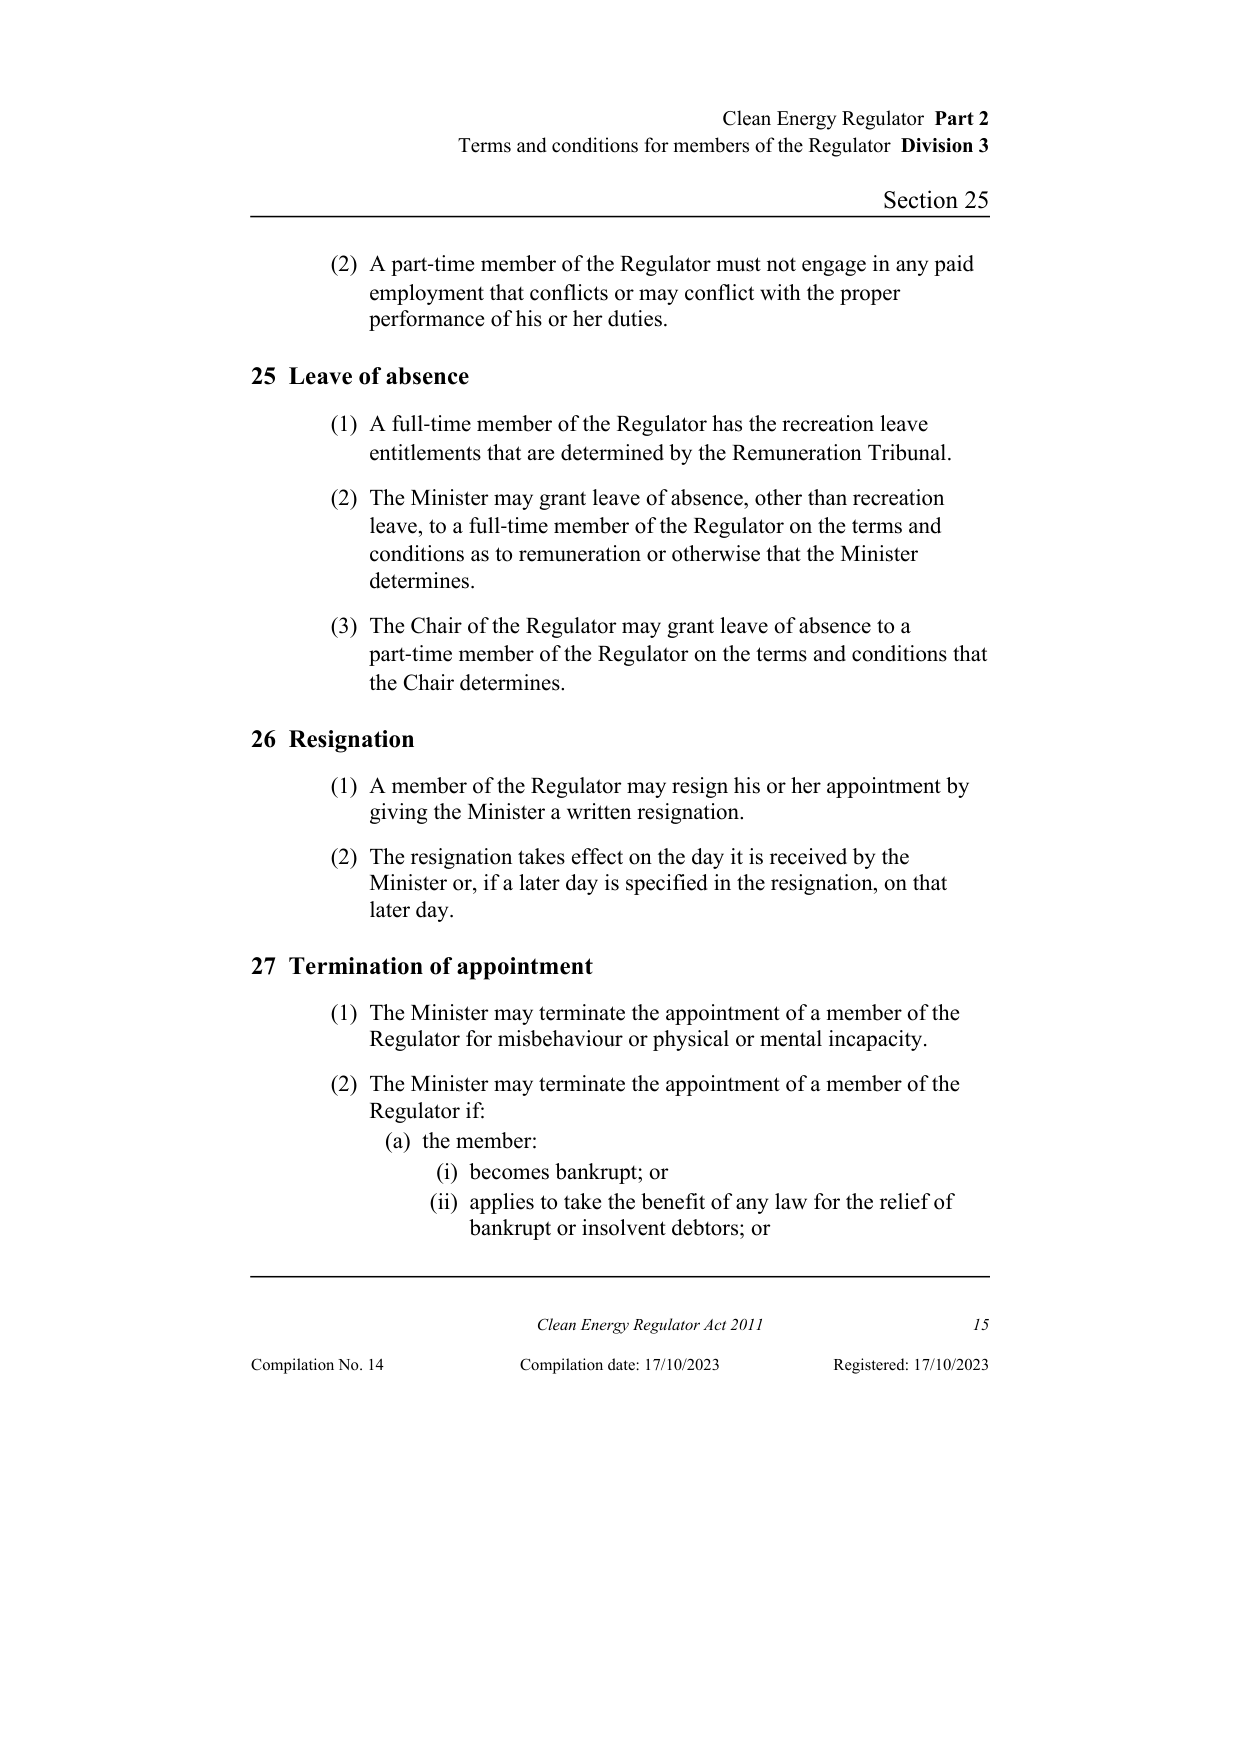 Clean Energy Regulator Part 2
Terms and conditions for members of the Regulator Division 3
Section 25
(2) A part-time member of the Regulator must not engage in any paid
employment that conflicts or may conflict with the proper
performance of his or her duties.
25 Leave of absence
(1) A full-time member of the Regulator has the recreation leave
entitlements that are determined by the Remuneration Tribunal.
(2) The Minister may grant leave of absence, other than recreation
leave, to a full-time member of the Regulator on the terms and
conditions as to remuneration or otherwise that the Minister
determines.
(3) The Chair of the Regulator may grant leave of absence to a
part-time member of the Regulator on the terms and conditions that
the Chair determines.
26 Resignation
(1) A member of the Regulator may resign his or her appointment by
giving the Minister a written resignation.
(2) The resignation takes effect on the day it is received by the
Minister or, if a later day is specified in the resignation, on that
later day.
27 Termination of appointment
(1) The Minister may terminate the appointment of a member of the
Regulator for misbehaviour or physical or mental incapacity.
(2) The Minister may terminate the appointment of a member of the
Regulator if:
(a) the member:
(i) becomes bankrupt; or
(ii) applies to take the benefit of any law for the relief of
bankrupt or insolvent debtors; or
Clean Energy Regulator Act 2011 15
Compilation No. 14 Compilation date: 17/10/2023 Registered: 17/10/2023